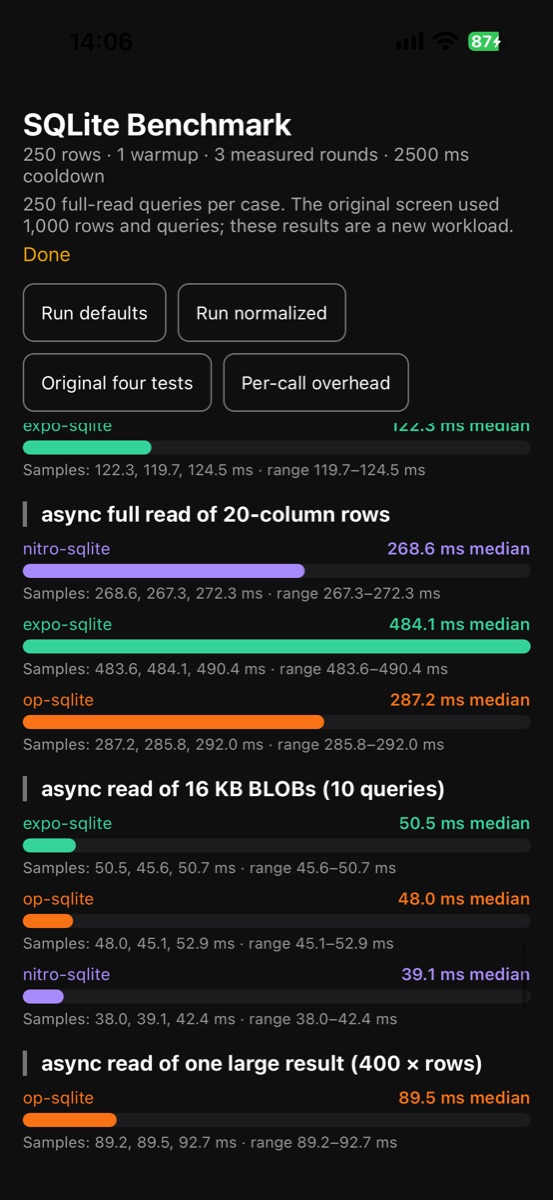 14:06
87
SQLite Benchmark
250 rows · 1 warmup · 3 measured rounds · 2500 ms
cooldown
250 full-read queries per case. The original screen used
1,000 rows and queries; these results are a new workload.
Done
Run defaults
Run normalized
Original four tests
Per-call overhead
expo-sqlite 122.3 ms median
Samples: 122.3, 119.7, 124.5 ms · range 119.7–124.5 ms
async full read of 20-column rows
nitro-sqlite 268.6 ms median
Samples: 268.6, 267.3, 272.3 ms · range 267.3–272.3 ms
expo-sqlite 484.1 ms median
Samples: 483.6, 484.1, 490.4 ms · range 483.6–490.4 ms
op-sqlite 287.2 ms median
Samples: 287.2, 285.8, 292.0 ms · range 285.8–292.0 ms
async read of 16 KB BLOBs (10 queries)
expo-sqlite 50.5 ms median
Samples: 50.5, 45.6, 50.7 ms · range 45.6–50.7 ms
op-sqlite 48.0 ms median
Samples: 48.0, 45.1, 52.9 ms · range 45.1–52.9 ms
nitro-sqlite 39.1 ms median
Samples: 38.0, 39.1, 42.4 ms · range 38.0–42.4 ms
async read of one large result (400 × rows)
op-sqlite 89.5 ms median
Samples: 89.2, 89.5, 92.7 ms · range 89.2–92.7 ms